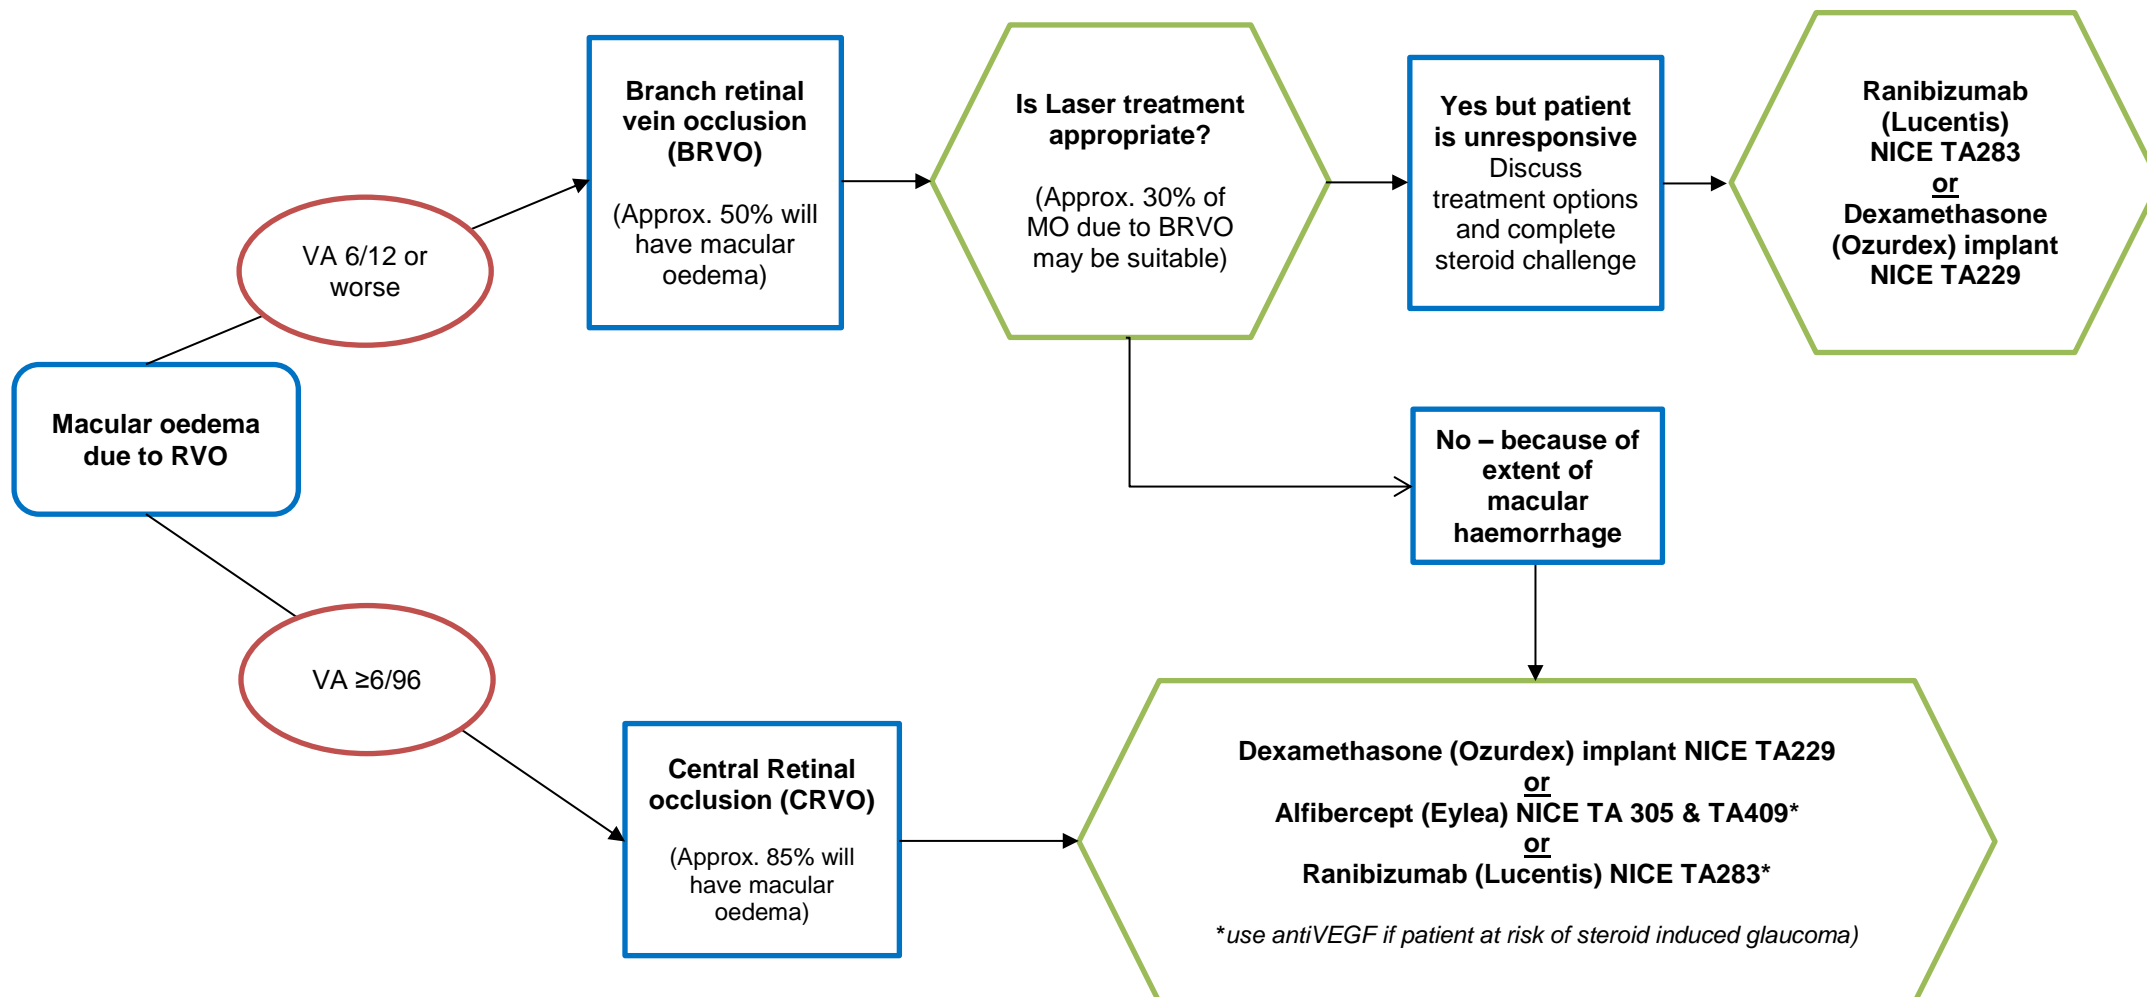 Macular oedema
due to RVO
VA 6/12 or
worse
Branch retinal
vein occlusion
(BRVO)
(Approx. 50% will
have macular
oedema)
Is Laser treatment
appropriate?
(Approx. 30% of
MO due to BRVO
may be suitable)
Yes but patient
is unresponsive
Discuss
treatment options
and complete
steroid challenge
Ranibizumab
(Lucentis)
NICE TA283
or
Dexamethasone
(Ozurdex) implant
NICE TA229
No – because of
extent of
macular
haemorrhage
VA ≥6/96
Central Retinal
occlusion (CRVO)
(Approx. 85% will
have macular
oedema)
Dexamethasone (Ozurdex) implant NICE TA229
or
Alfibercept (Eylea) NICE TA 305 & TA409*
or
Ranibizumab (Lucentis) NICE TA283*
*use antiVEGF if patient at risk of steroid induced glaucoma)